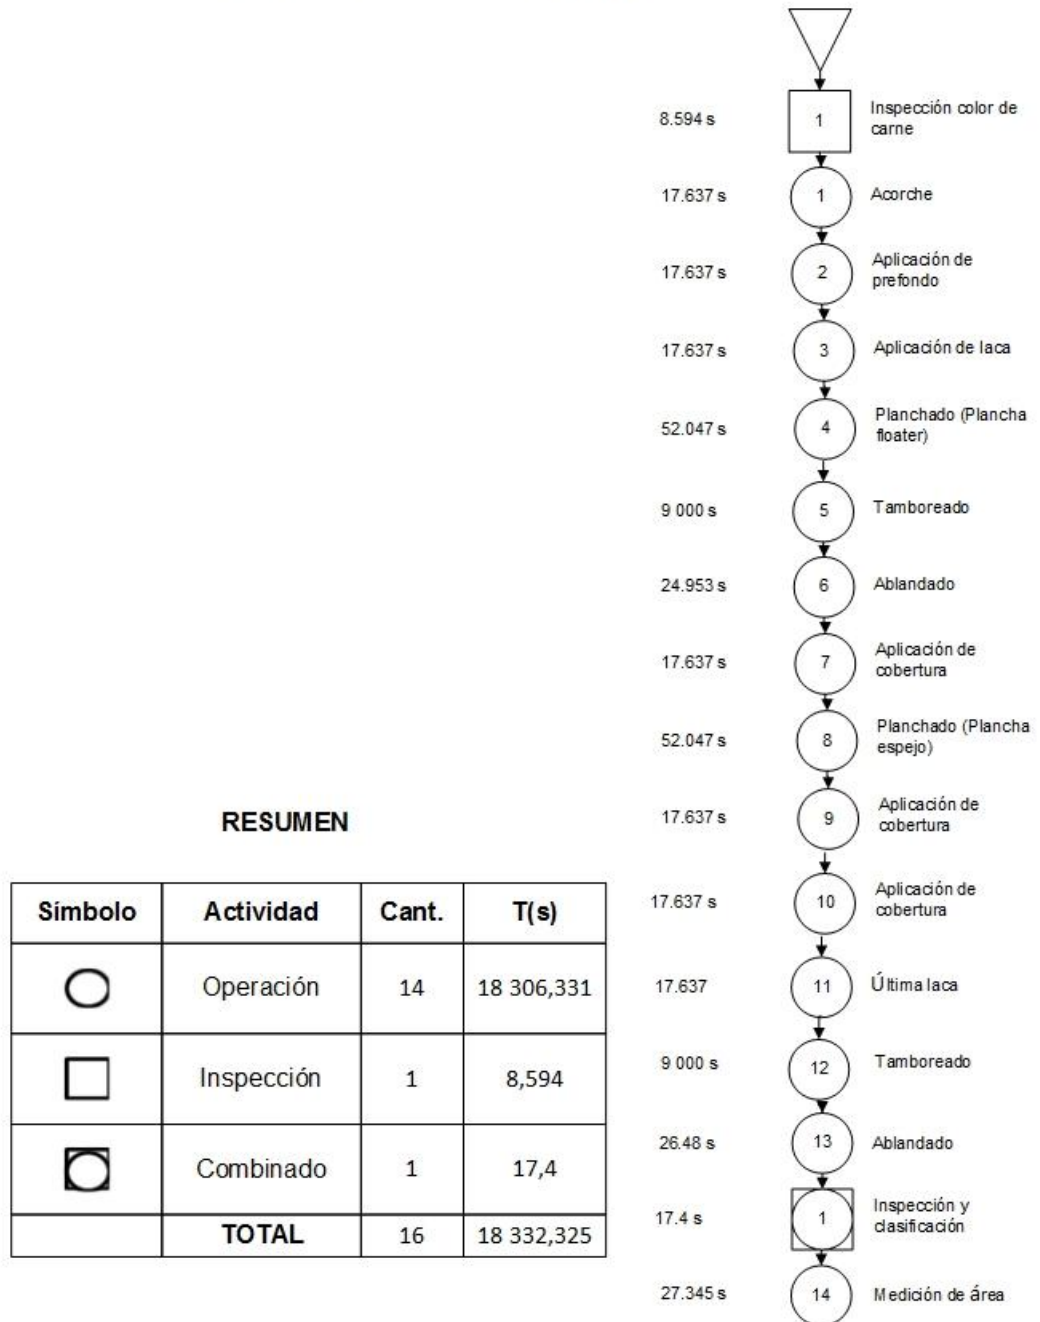 8.594 s
1
Inspección color de
carne
17.637 s
1
Acorche
17.637 s
2
Aplicación de
prefondo
17.637 s
3
Aplicación de laca
52.047 s
4
Planchado (Plancha
floater)
9 000 s
5
Tamboreado
24.953 s
6
Ablandado
17.637 s
7
Aplicación de
cobertura
52.047 s
8
Planchado (Plancha
espejo)
17.637 s
9
Aplicación de
cobertura
17.637 s
10
Aplicación de
cobertura
17.637
11
Última laca
9 000 s
12
Tamboreado
26.48 s
13
Ablandado
17.4 s
1
Inspección y
clasificación
27.345 s
14
Medición de área
RESUMEN
Símbolo Actividad Cant. T(s)
Operación 14 18 306,331
Inspección 1 8,594
Combinado 1 17,4
TOTAL 16 18 332,325